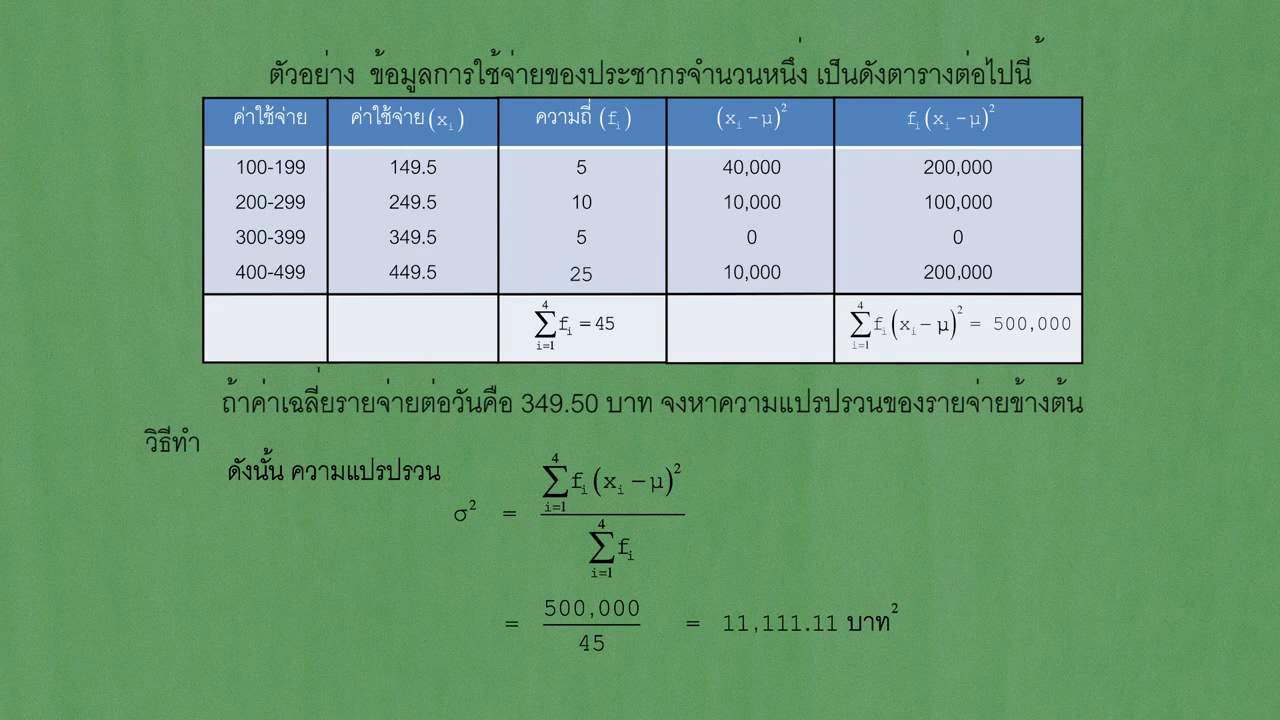 ตัวอย่าง ข้อมูลการใช้จ่ายของประชากรจำนวนหนึ่ง เป็นดังตารางต่อไปนี้
ค่าใช้จ่าย ค่าใช้จ่าย (xᵢ) ความถี่ (fᵢ) (xᵢ − μ)² fᵢ(xᵢ − μ)²
100-199 149.5 5 40,000 200,000
200-299 249.5 10 10,000 100,000
300-399 349.5 5 0 0
400-499 449.5 25 10,000 200,000
4 ∑ i=1 fᵢ = 45 4 ∑ i=1 fᵢ(xᵢ − μ)² = 500,000
ถ้าค่าเฉลี่ยรายจ่ายต่อวันคือ 349.50 บาท จงหาความแปรปรวนของรายจ่ายข้างต้น
วิธีทำ
ดังนั้น ความแปรปรวน
σ² = 4 ∑ i=1 fᵢ(xᵢ − μ)² / 4 ∑ i=1 fᵢ
= 500,000 / 45 = 11,111.11 บาท²